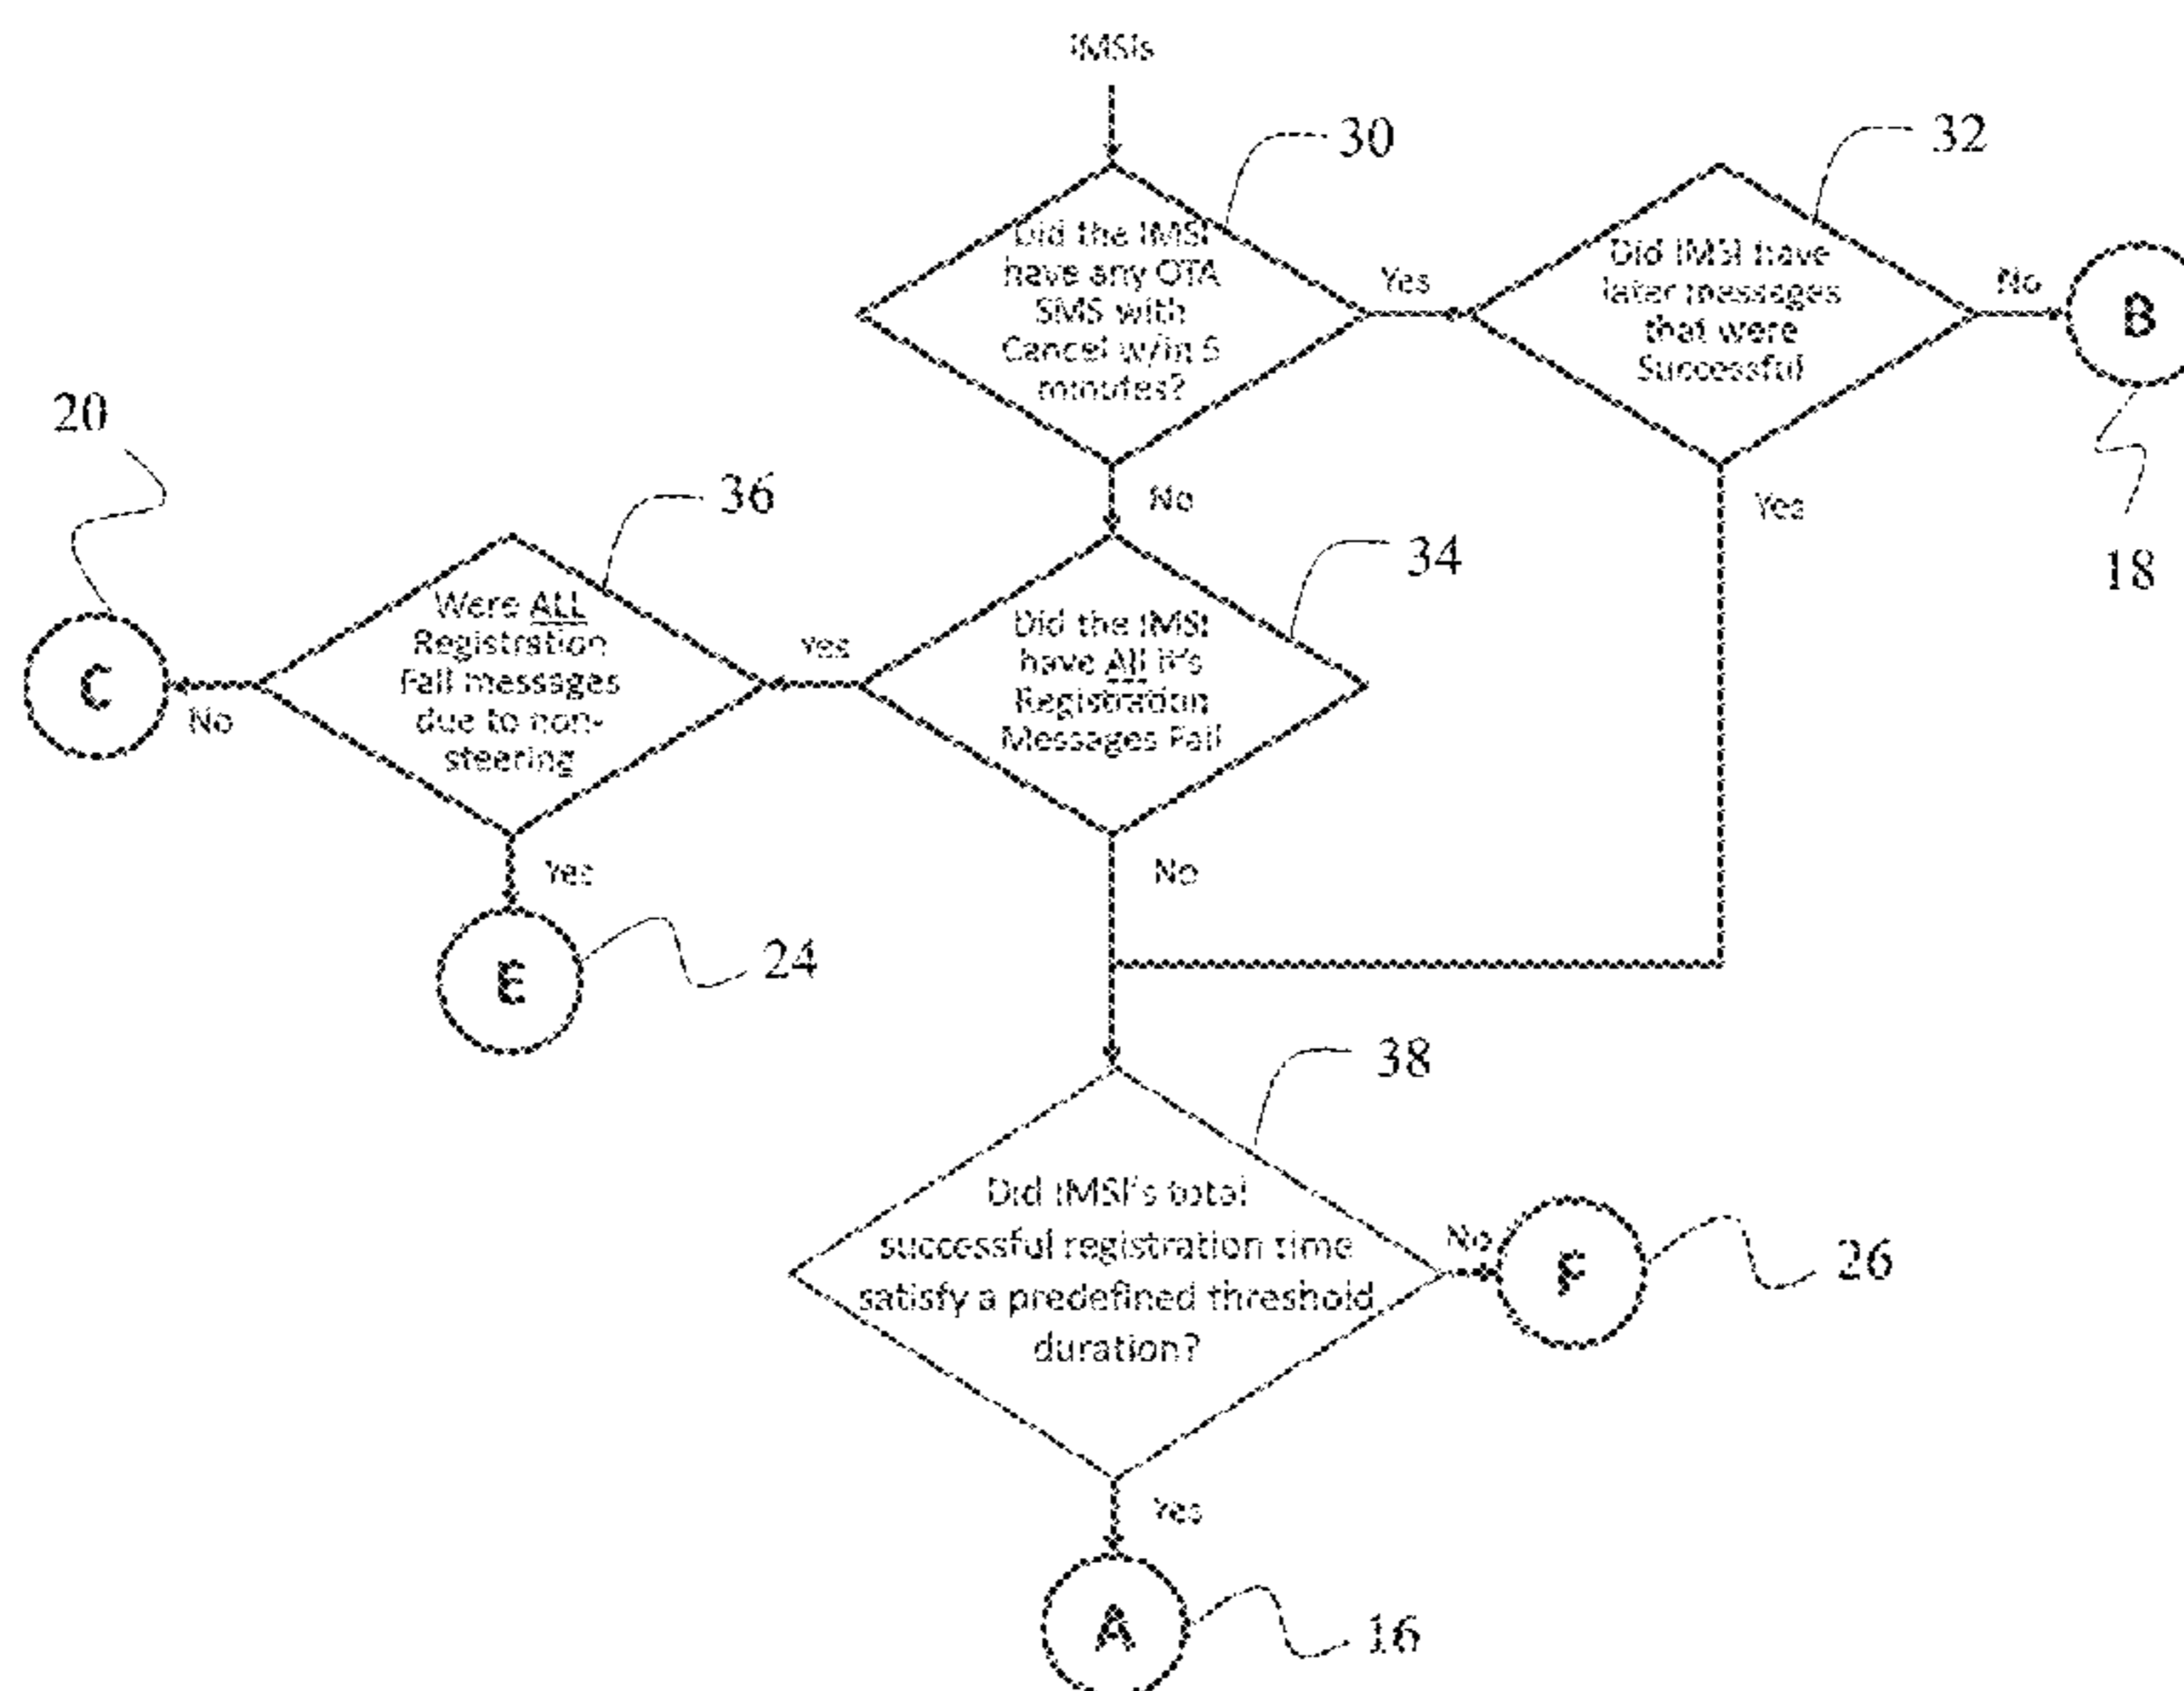 IMSIs
30
32
Did the IMSI
have any OTA
SMS with
Cancel w/in 5
minutes?
Yes
Did IMSI have
later messages
that were
Successful
No
B
18
Yes
No
20
36
34
C
No
Were ALL
Registration
Fail messages
due to non-
steering
Yes
Did the IMSI
have All it's
Registration
Messages Fail
Yes
E
24
No
38
Did IMSI's total
successful registration time
satisfy a predefined threshold
duration?
No
F
26
Yes
A
16